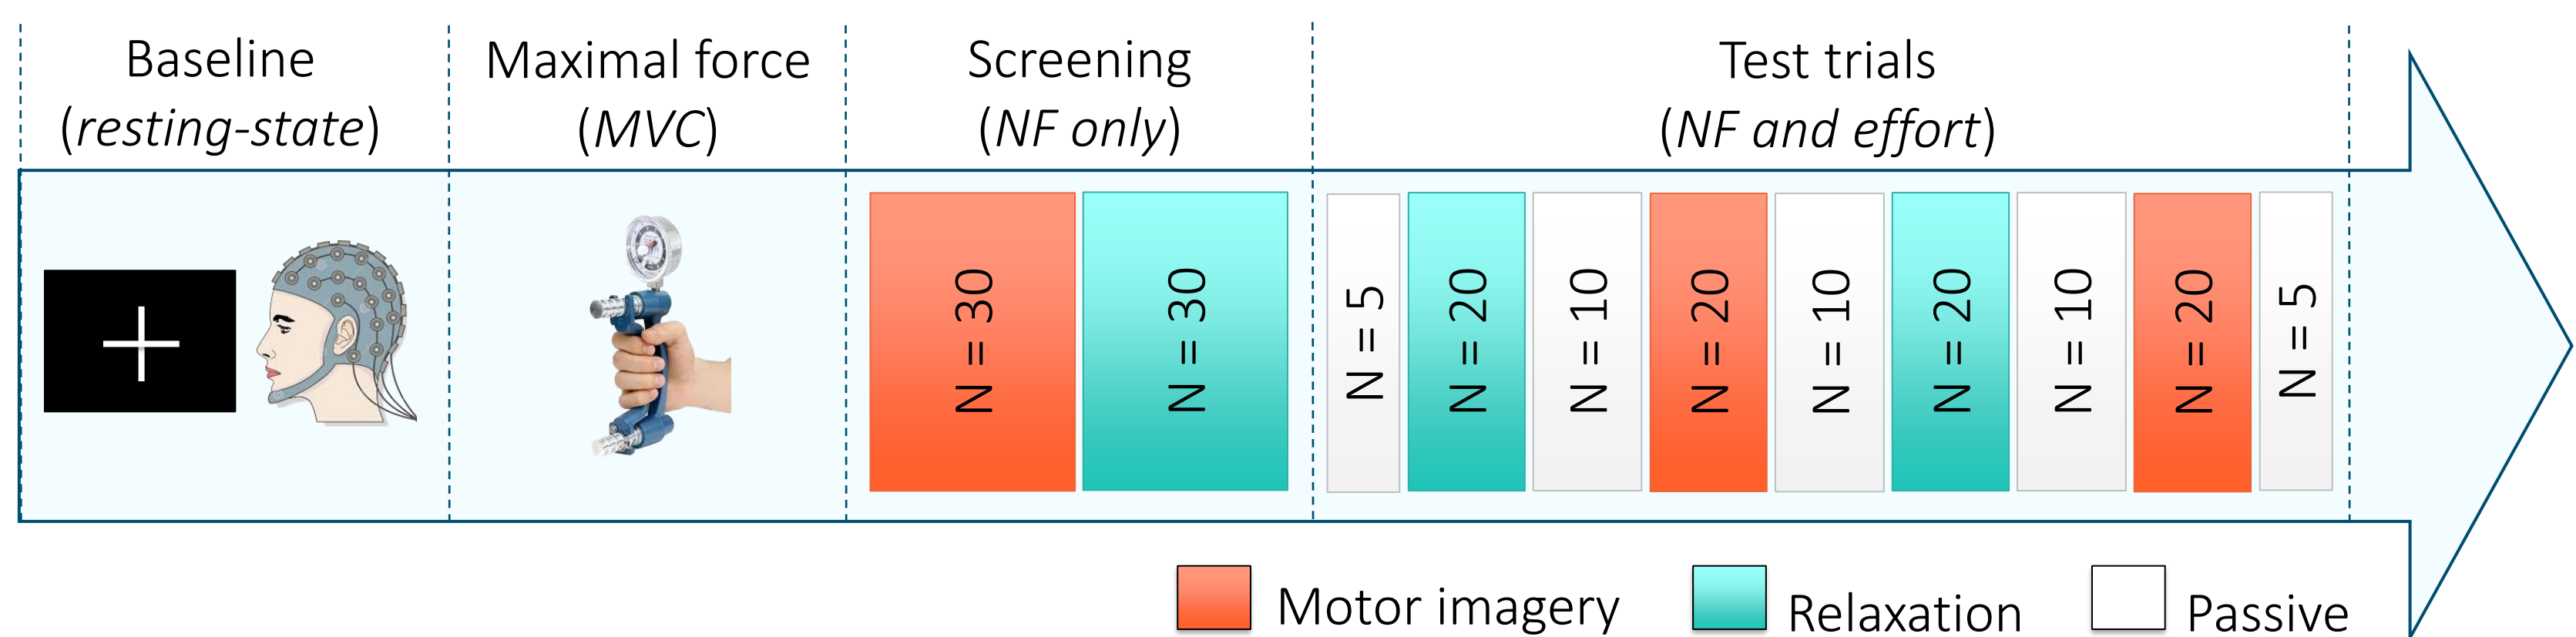 Baseline
(resting-state)
Maximal force
(MVC)
Screening
(NF only)
Test trials
(NF and effort)
N = 30
N = 30
N = 5
N = 20
N = 10
N = 20
N = 10
N = 20
N = 10
N = 20
N = 5
Motor imagery
Relaxation
Passive